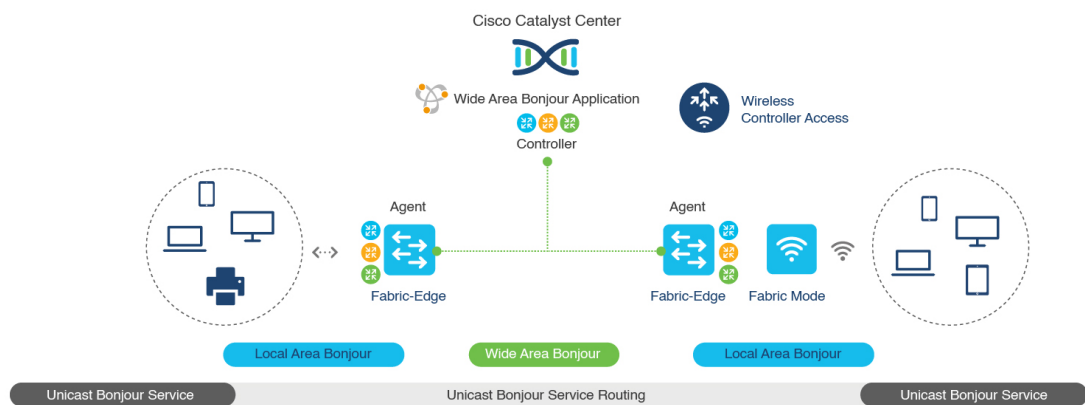 Cisco Catalyst Center
Wide Area Bonjour Application
Wireless
Controller Access
Controller
Agent
Agent
Fabric-Edge
Fabric-Edge
Fabric Mode
Local Area Bonjour
Wide Area Bonjour
Local Area Bonjour
Unicast Bonjour Service
Unicast Bonjour Service Routing
Unicast Bonjour Service